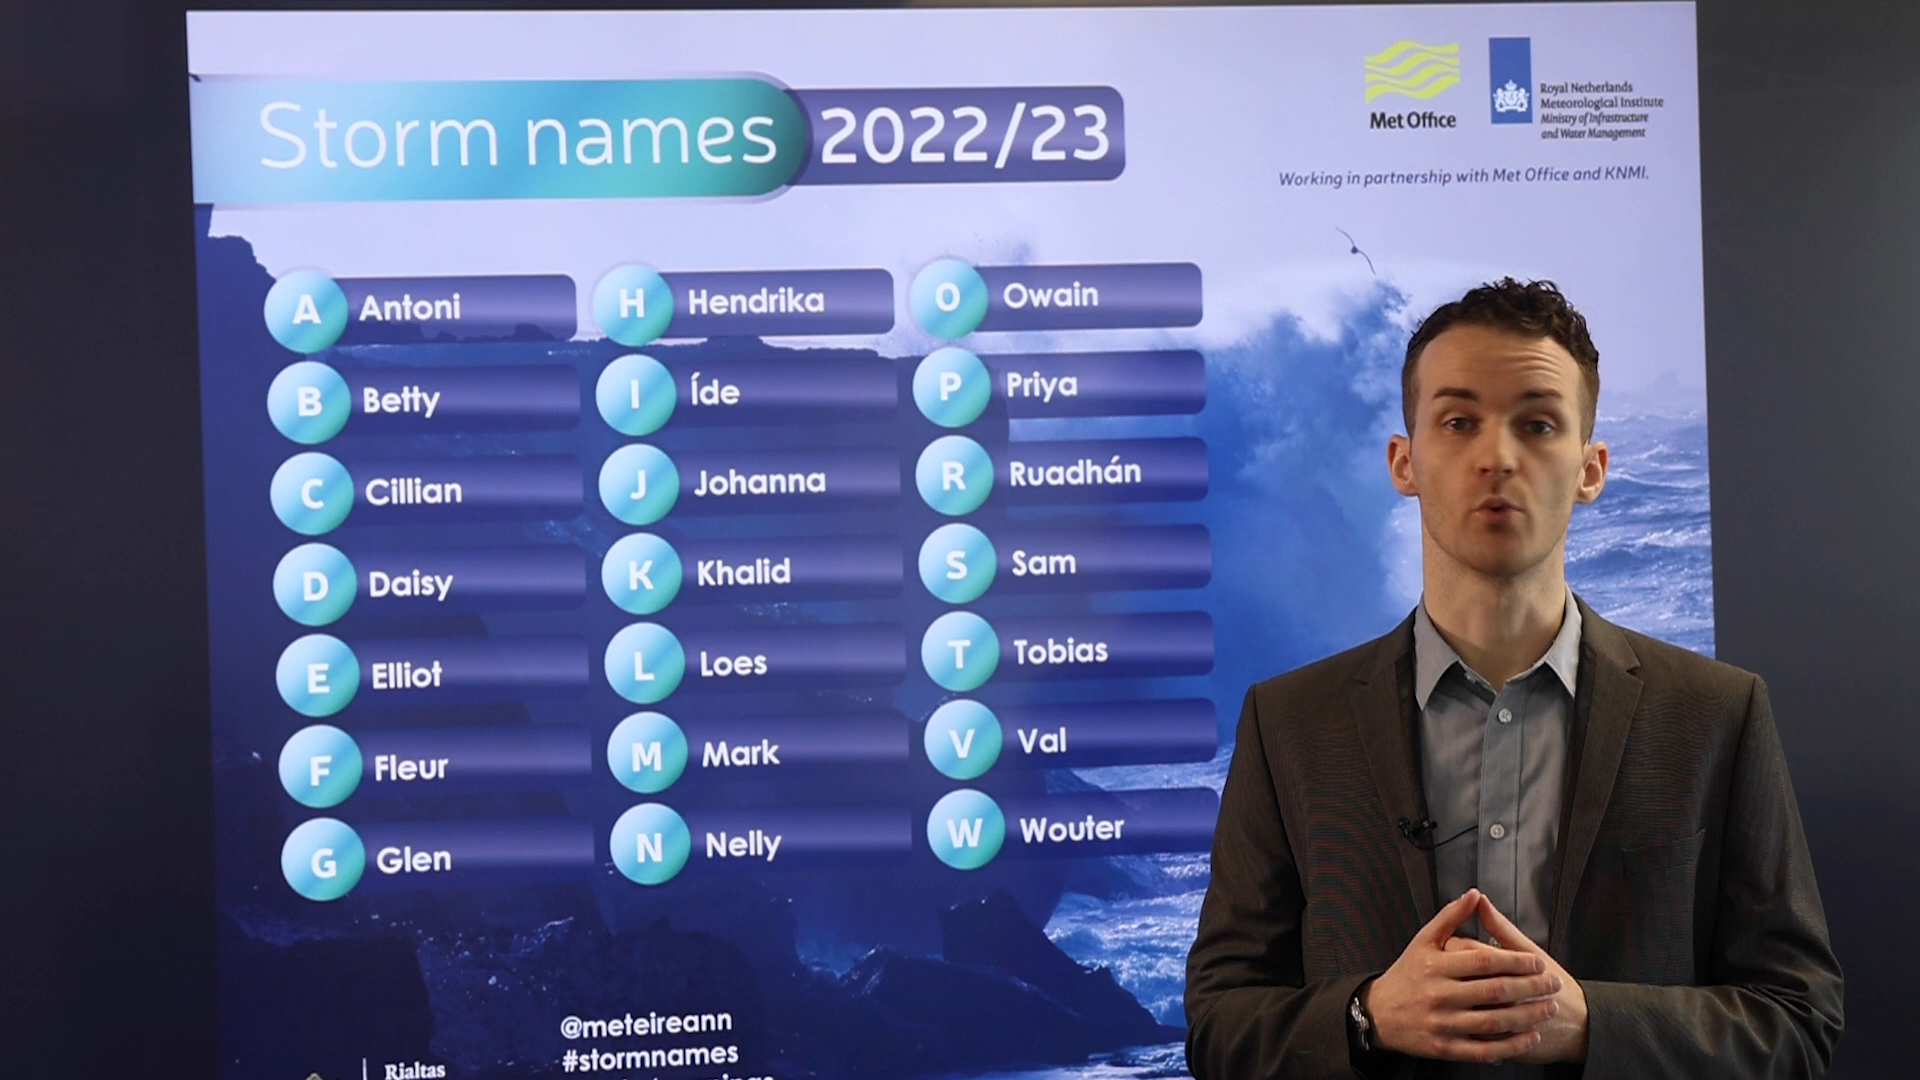 Storm names 2022/23
Met Office
Royal Netherlands
Meteorological Institute
Ministry of Infrastructure
and Water Management
Working in partnership with Met Office and KNMI.
A Antoni
B Betty
C Cillian
D Daisy
E Elliot
F Fleur
G Glen
H Hendrika
I Íde
J Johanna
K Khalid
L Loes
M Mark
N Nelly
O Owain
P Priya
R Ruadhán
S Sam
T Tobias
V Val
W Wouter
@meteireann
#stormnames
Rialtas